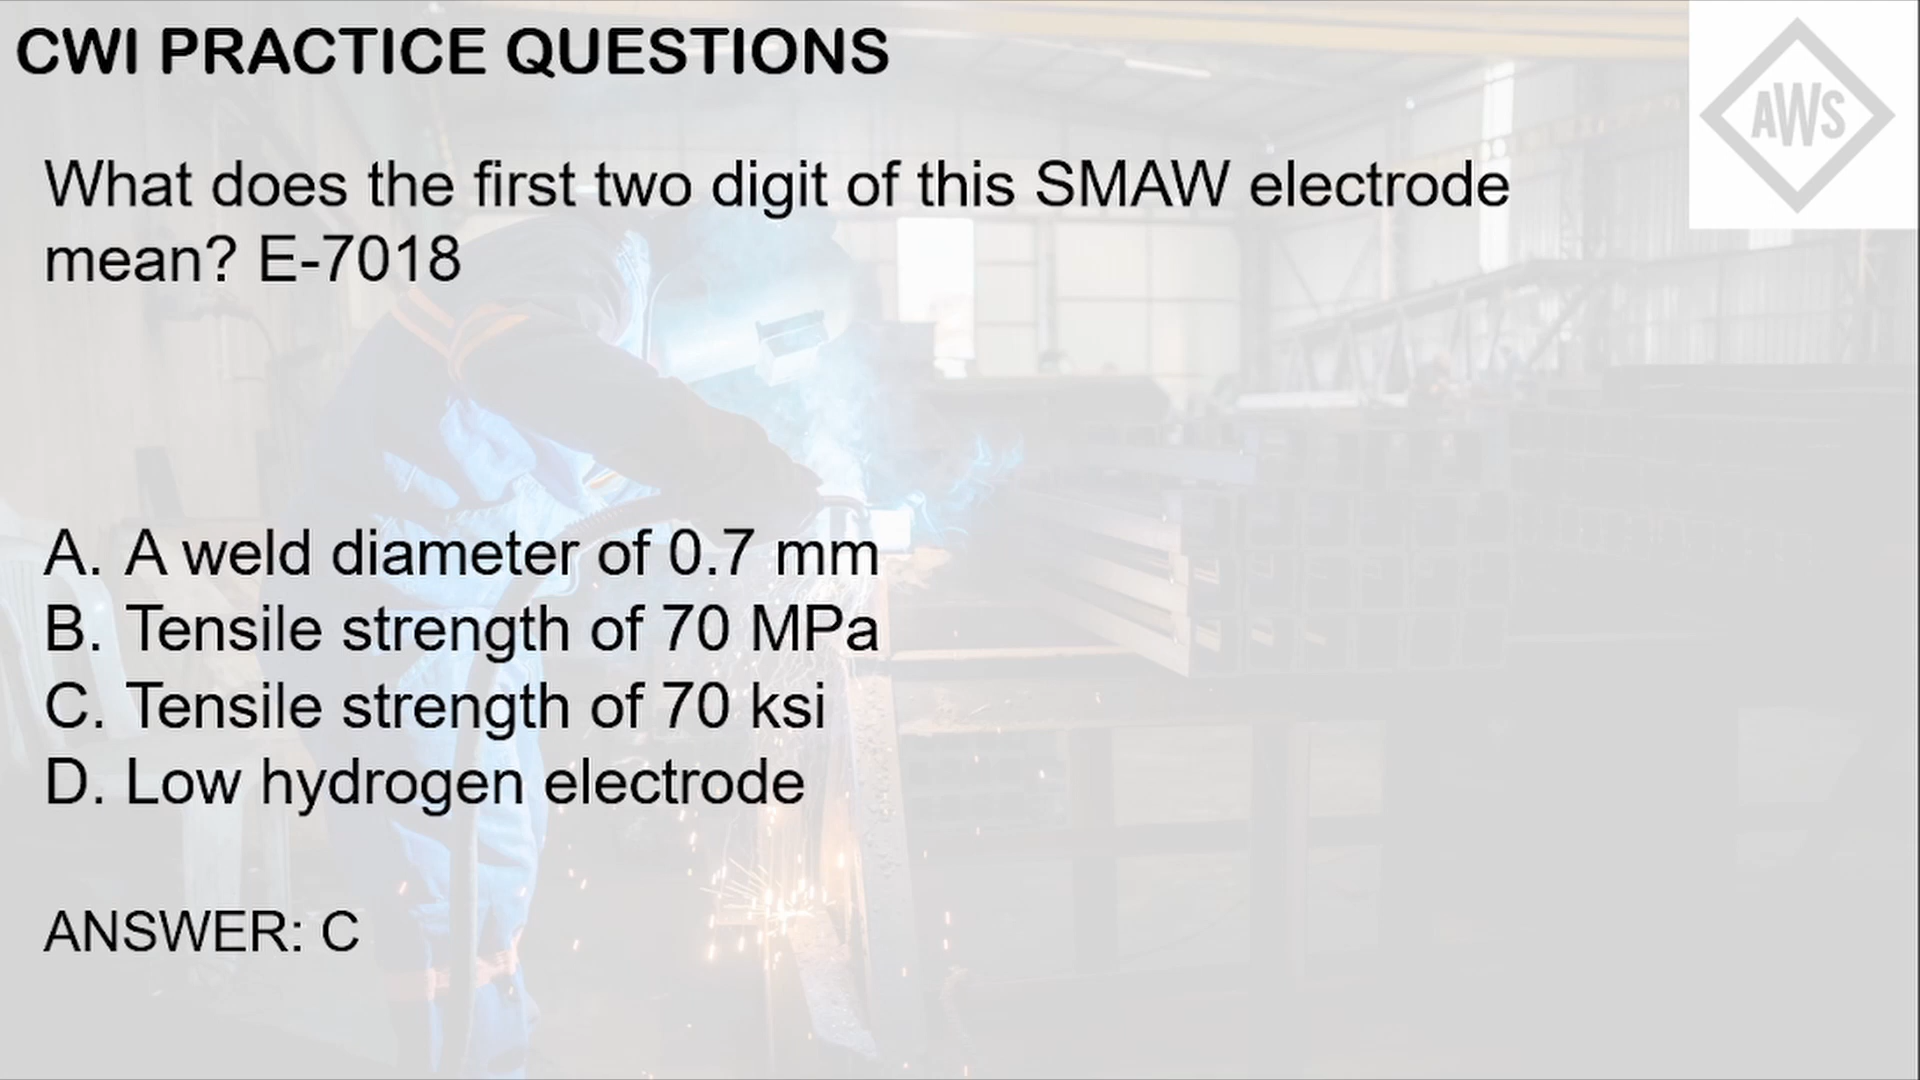 CWI PRACTICE QUESTIONS
AWS
What does the first two digit of this SMAW electrode
mean? E-7018
A. A weld diameter of 0.7 mm
B. Tensile strength of 70 MPa
C. Tensile strength of 70 ksi
D. Low hydrogen electrode
ANSWER: C